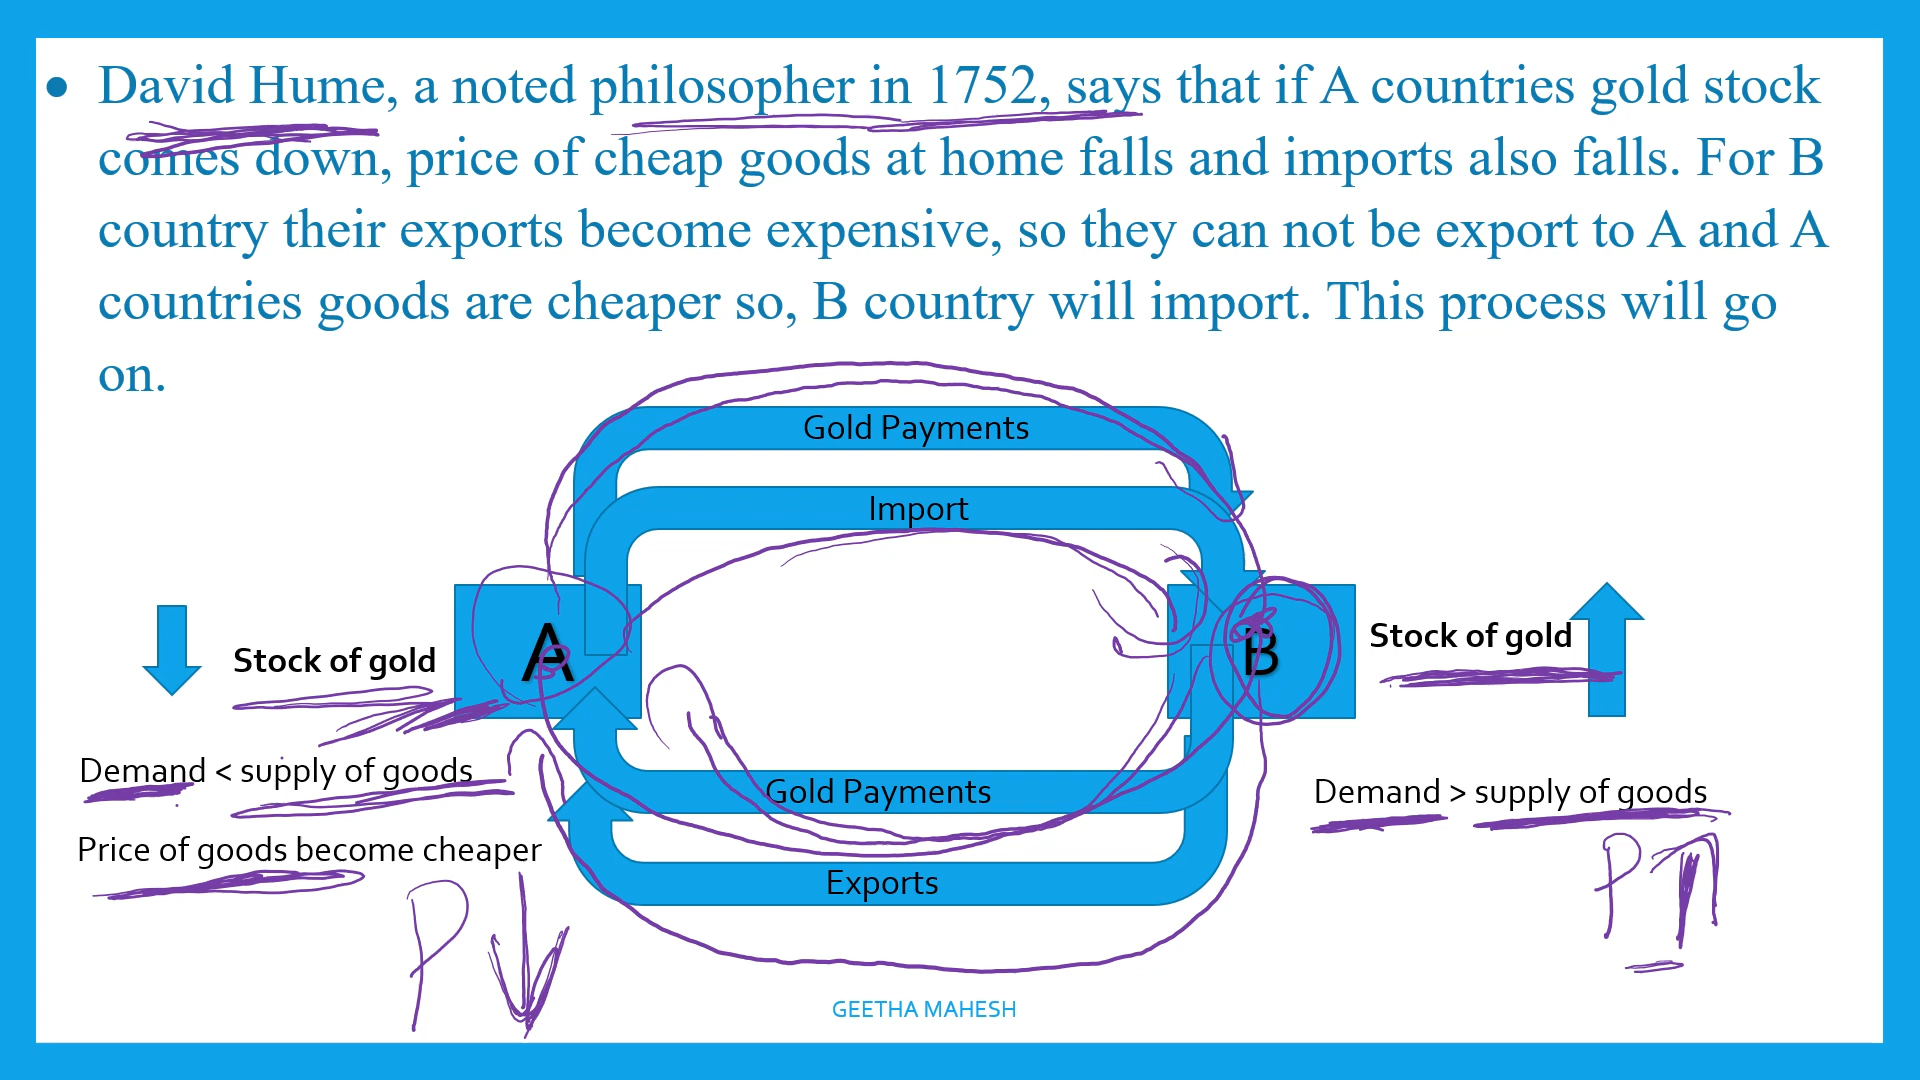 • David Hume, a noted philosopher in 1752, says that if A countries gold stock
comes down, price of cheap goods at home falls and imports also falls. For B
country their exports become expensive, so they can not be export to A and A
countries goods are cheaper so, B country will import. This process will go
on.
Gold Payments
Import
A
B
Stock of gold
Stock of gold
Demand < supply of goods
Gold Payments
Demand > supply of goods
Price of goods become cheaper
Exports
P↓
P↑
GEETHA MAHESH